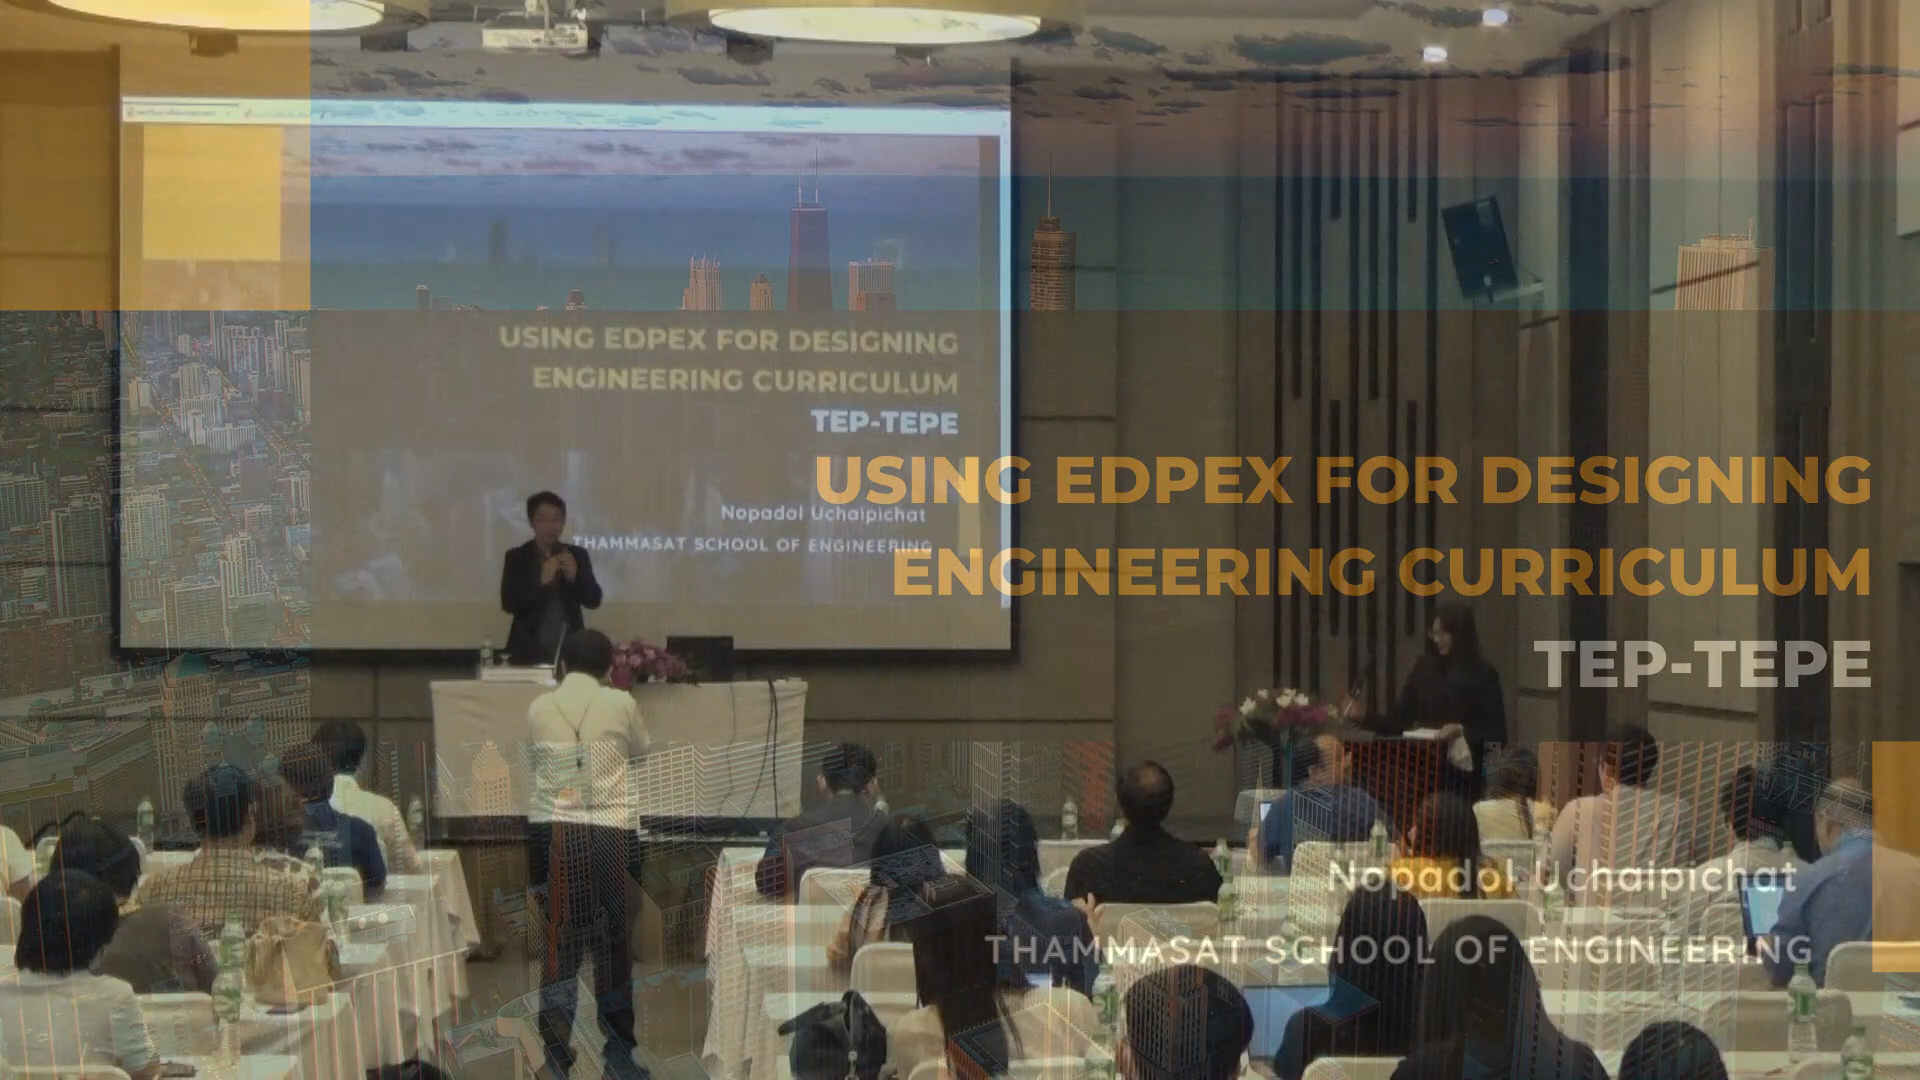 USING EDPEX FOR DESIGNING
ENGINEERING CURRICULUM
TEP-TEPE
Nopadol Uchaipichat
THAMMASAT SCHOOL OF ENGINEERING
USING EDPEX FOR DESIGNING
ENGINEERING CURRICULUM
TEP-TEPE
Nopadol Uchaipichat
THAMMASAT SCHOOL OF ENGINEERING